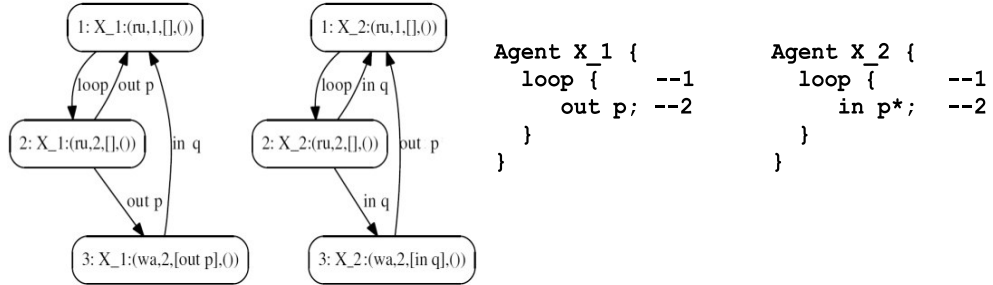 1: X_1:(ru,1,[],())
loop
out p
2: X_1:(ru,2,[],())
in q
out p
3: X_1:(wa,2,[out p],())
1: X_2:(ru,1,[],())
loop
in q
2: X_2:(ru,2,[],())
out p
in q
3: X_2:(wa,2,[in q],())
Agent X_1 {
loop { --1
out p; --2
}
}
Agent X_2 {
loop { --1
in p*; --2
}
}